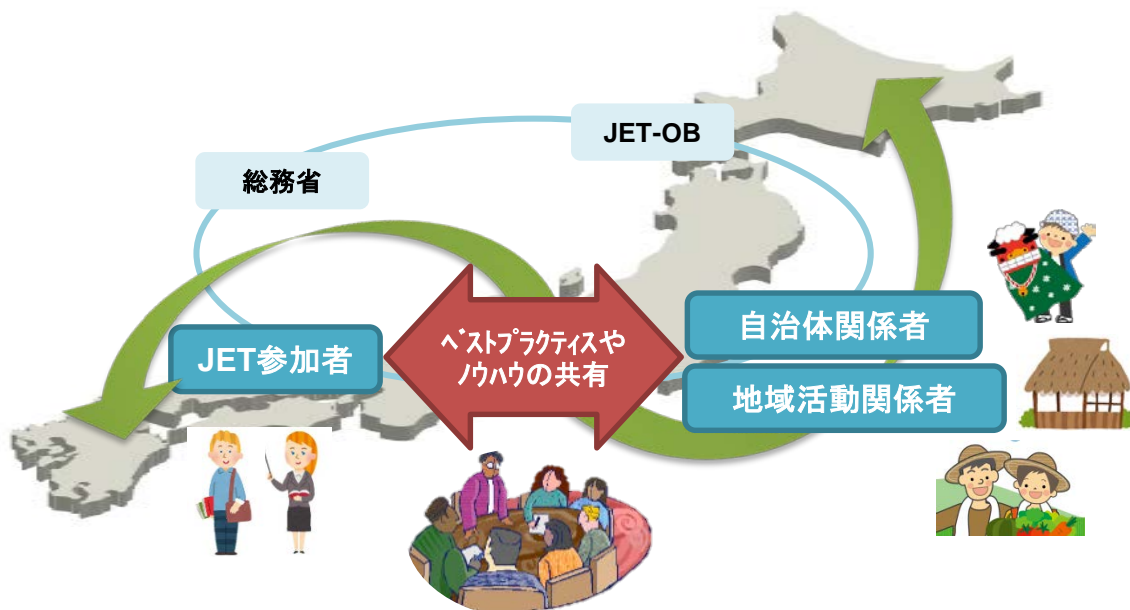 JET-OB
総務省
JET参加者
ﾍﾞｽﾄﾌﾟﾗｸﾃｨｽや
ﾉｳﾊｳの共有
自治体関係者
地域活動関係者